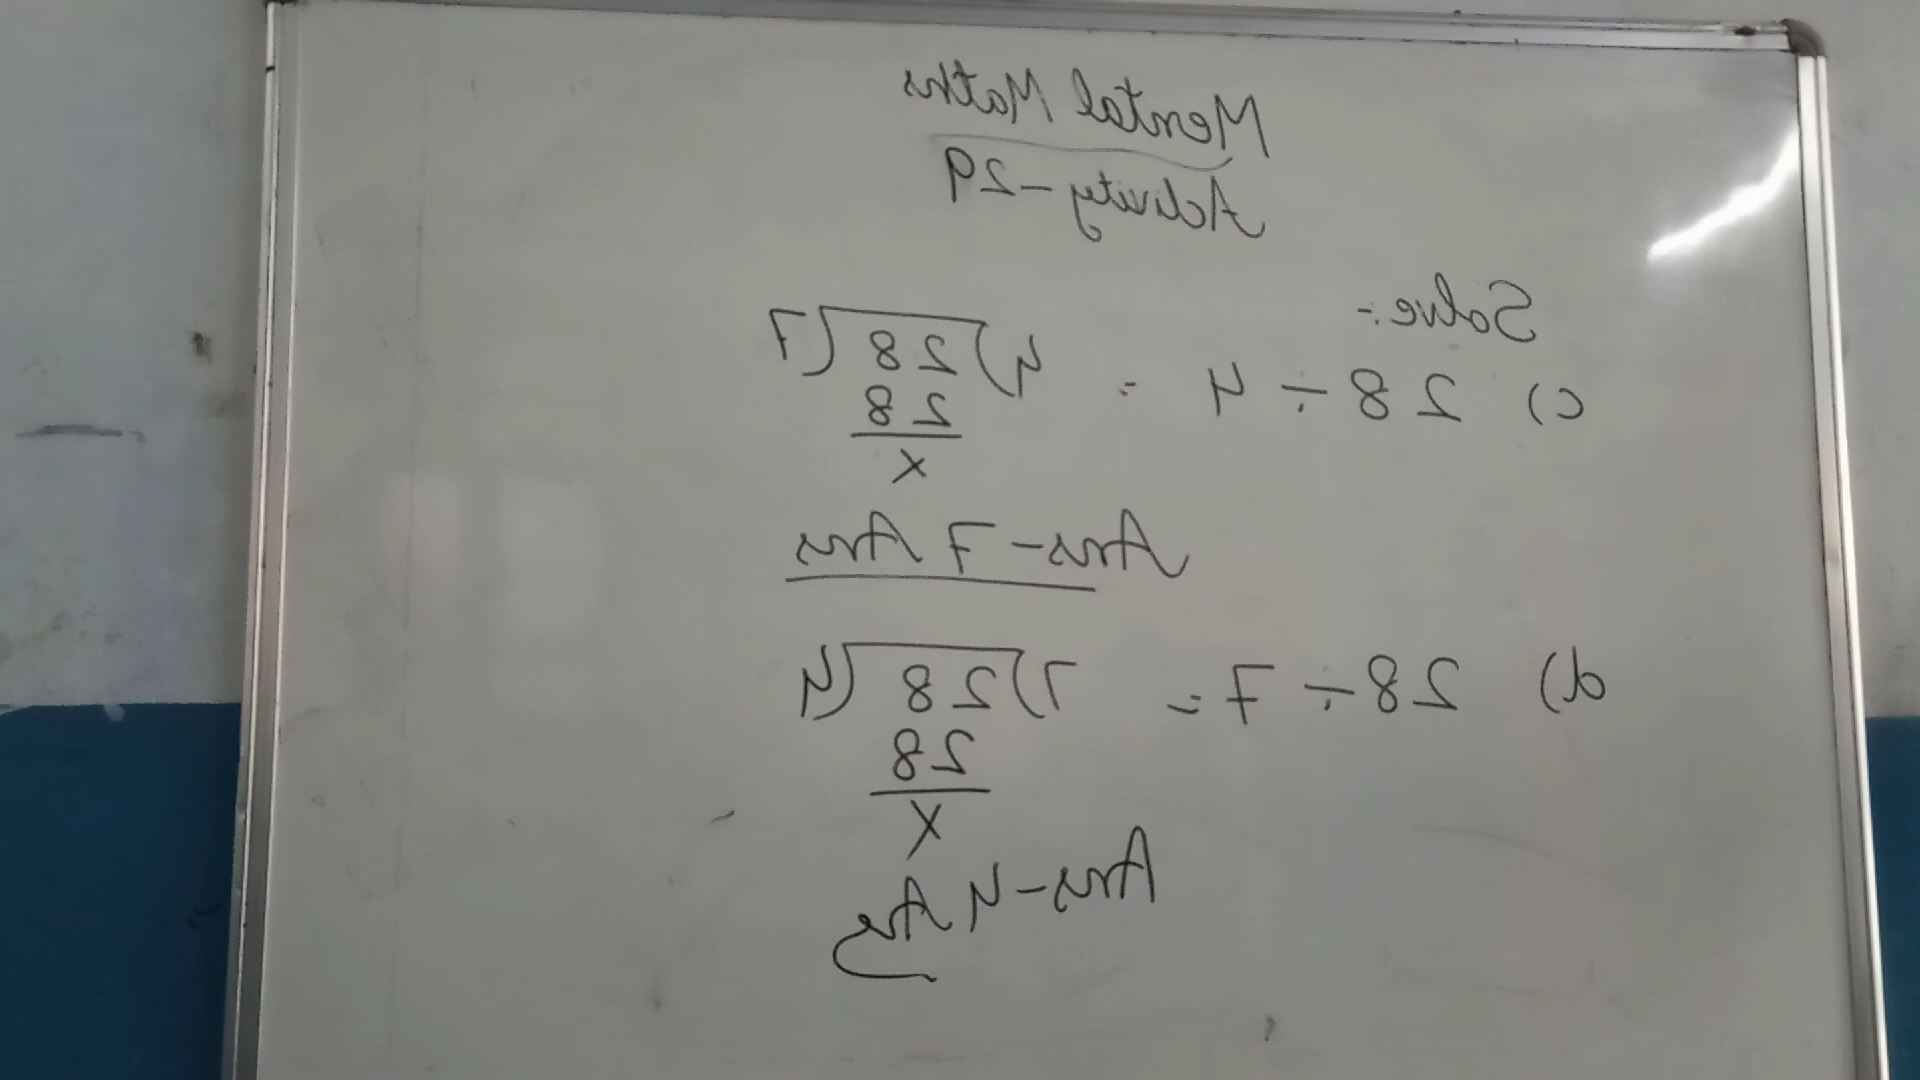 Mental Maths
Activity-29
Solve:-
c) 28 ÷ 4 = 4)28(7
28
x
Ans-7 Ans
d) 28 ÷ 7 = 7)28(4
28
x
Ans-4 Ans